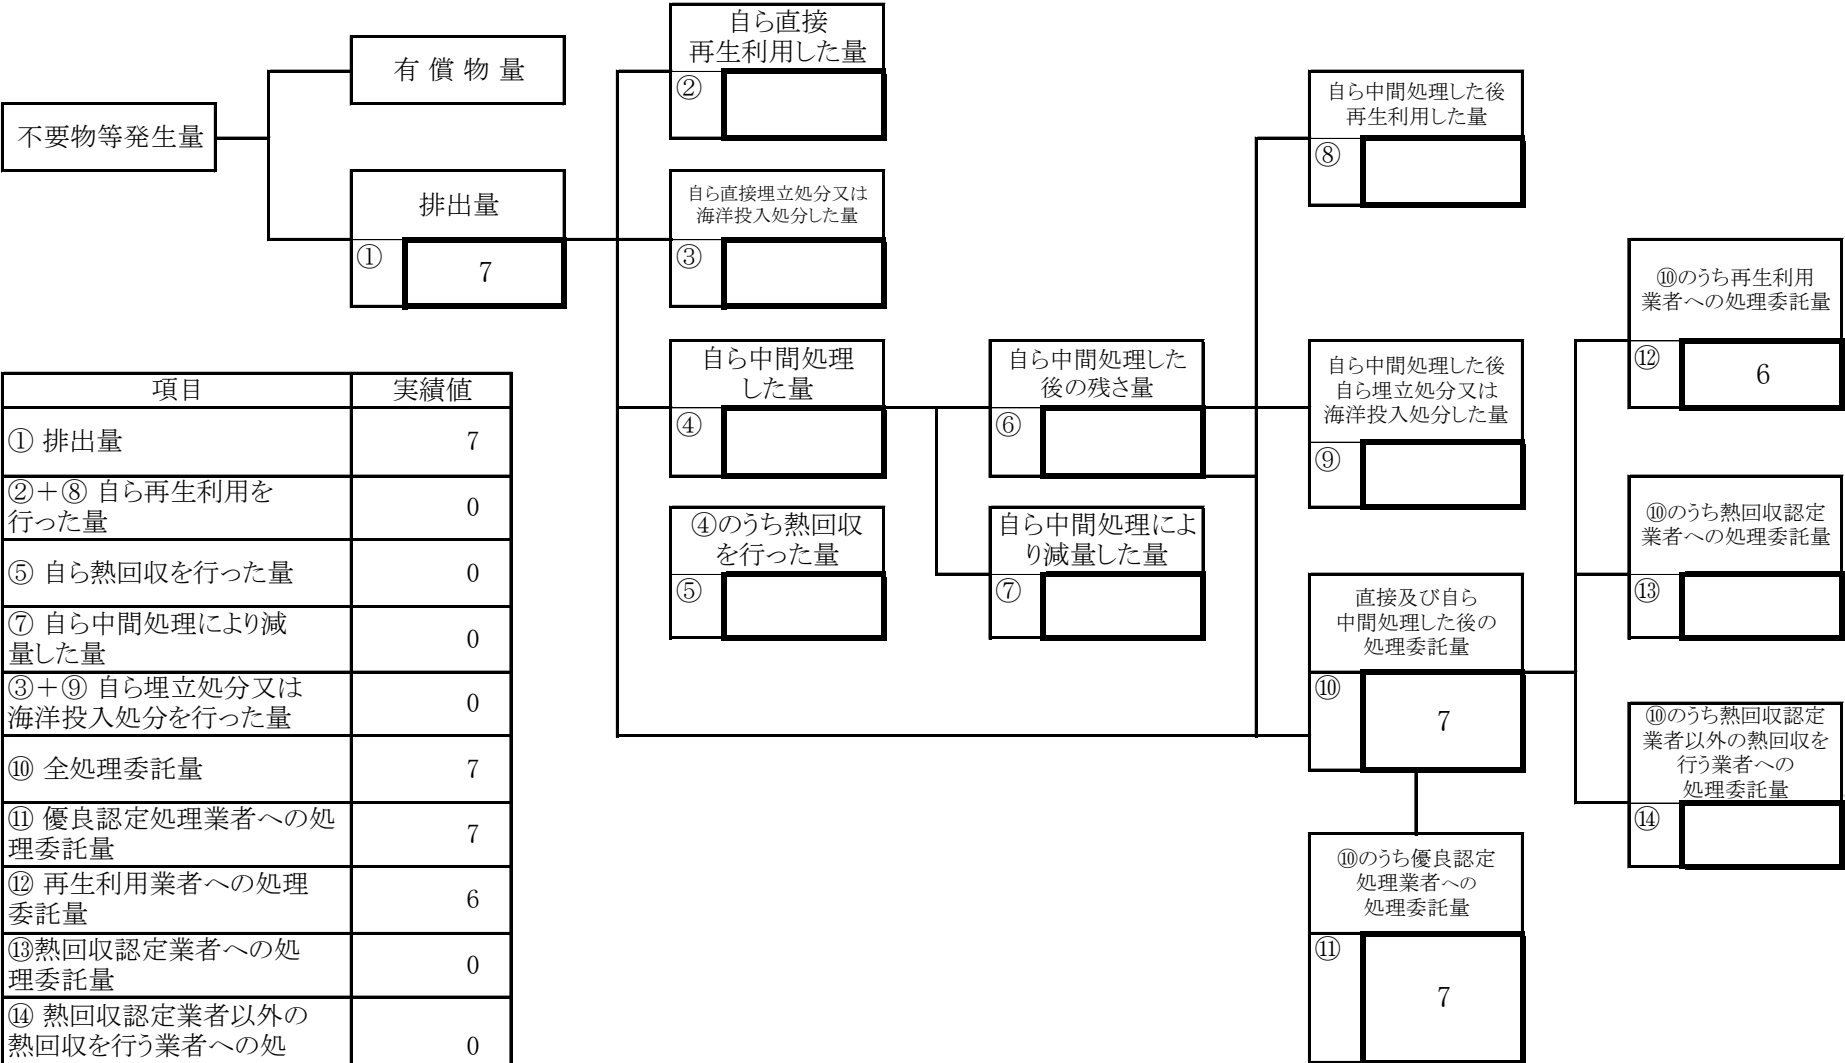 自ら直接
再生利用した量
②
有 償 物 量
自ら中間処理した後
再生利用した量
⑧
不要物等発生量
排出量
①
7
自ら直接埋立処分又は
海洋投入処分した量
③
⑩のうち再生利用
業者への処理委託量
⑫
6
自ら中間処理
した量
④
自ら中間処理した
後の残さ量
⑥
自ら中間処理した後
自ら埋立処分又は
海洋投入処分した量
⑨
④のうち熱回収
を行った量
⑤
自ら中間処理によ
り減量した量
⑦
⑩のうち熱回収認定
業者への処理委託量
⑬
直接及び自ら
中間処理した後の
処理委託量
⑩
7
⑩のうち熱回収認定
業者以外の熱回収を
行う業者への
処理委託量
⑭
⑩のうち優良認定
処理業者への
処理委託量
⑪
7
項目 実績値
① 排出量 7
②＋⑧ 自ら再生利用を
行った量 0
⑤ 自ら熱回収を行った量 0
⑦ 自ら中間処理により減
量した量 0
③＋⑨ 自ら埋立処分又は
海洋投入処分を行った量 0
⑩ 全処理委託量 7
⑪ 優良認定処理業者への処
理委託量 7
⑫ 再生利用業者への処理
委託量 6
⑬熱回収認定業者への処
理委託量 0
⑭ 熱回収認定業者以外の
熱回収を行う業者への処 0